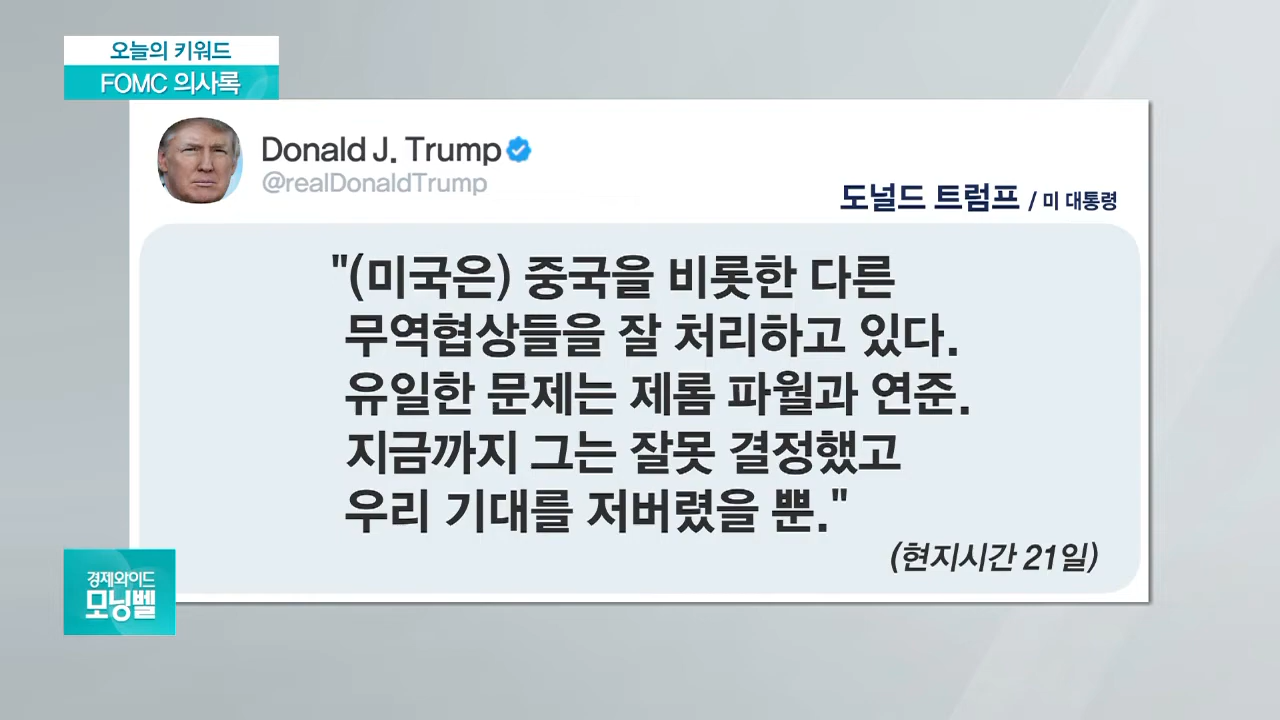 오늘의 키워드
FOMC 의사록
Donald J. Trump
@realDonaldTrump
도널드 트럼프 / 미 대통령
"(미국은) 중국을 비롯한 다른
무역협상들을 잘 처리하고 있다.
유일한 문제는 제롬 파월과 연준.
지금까지 그는 잘못 결정했고
우리 기대를 저버렸을 뿐."
(현지시간 21일)
경제와이드
모닝벨